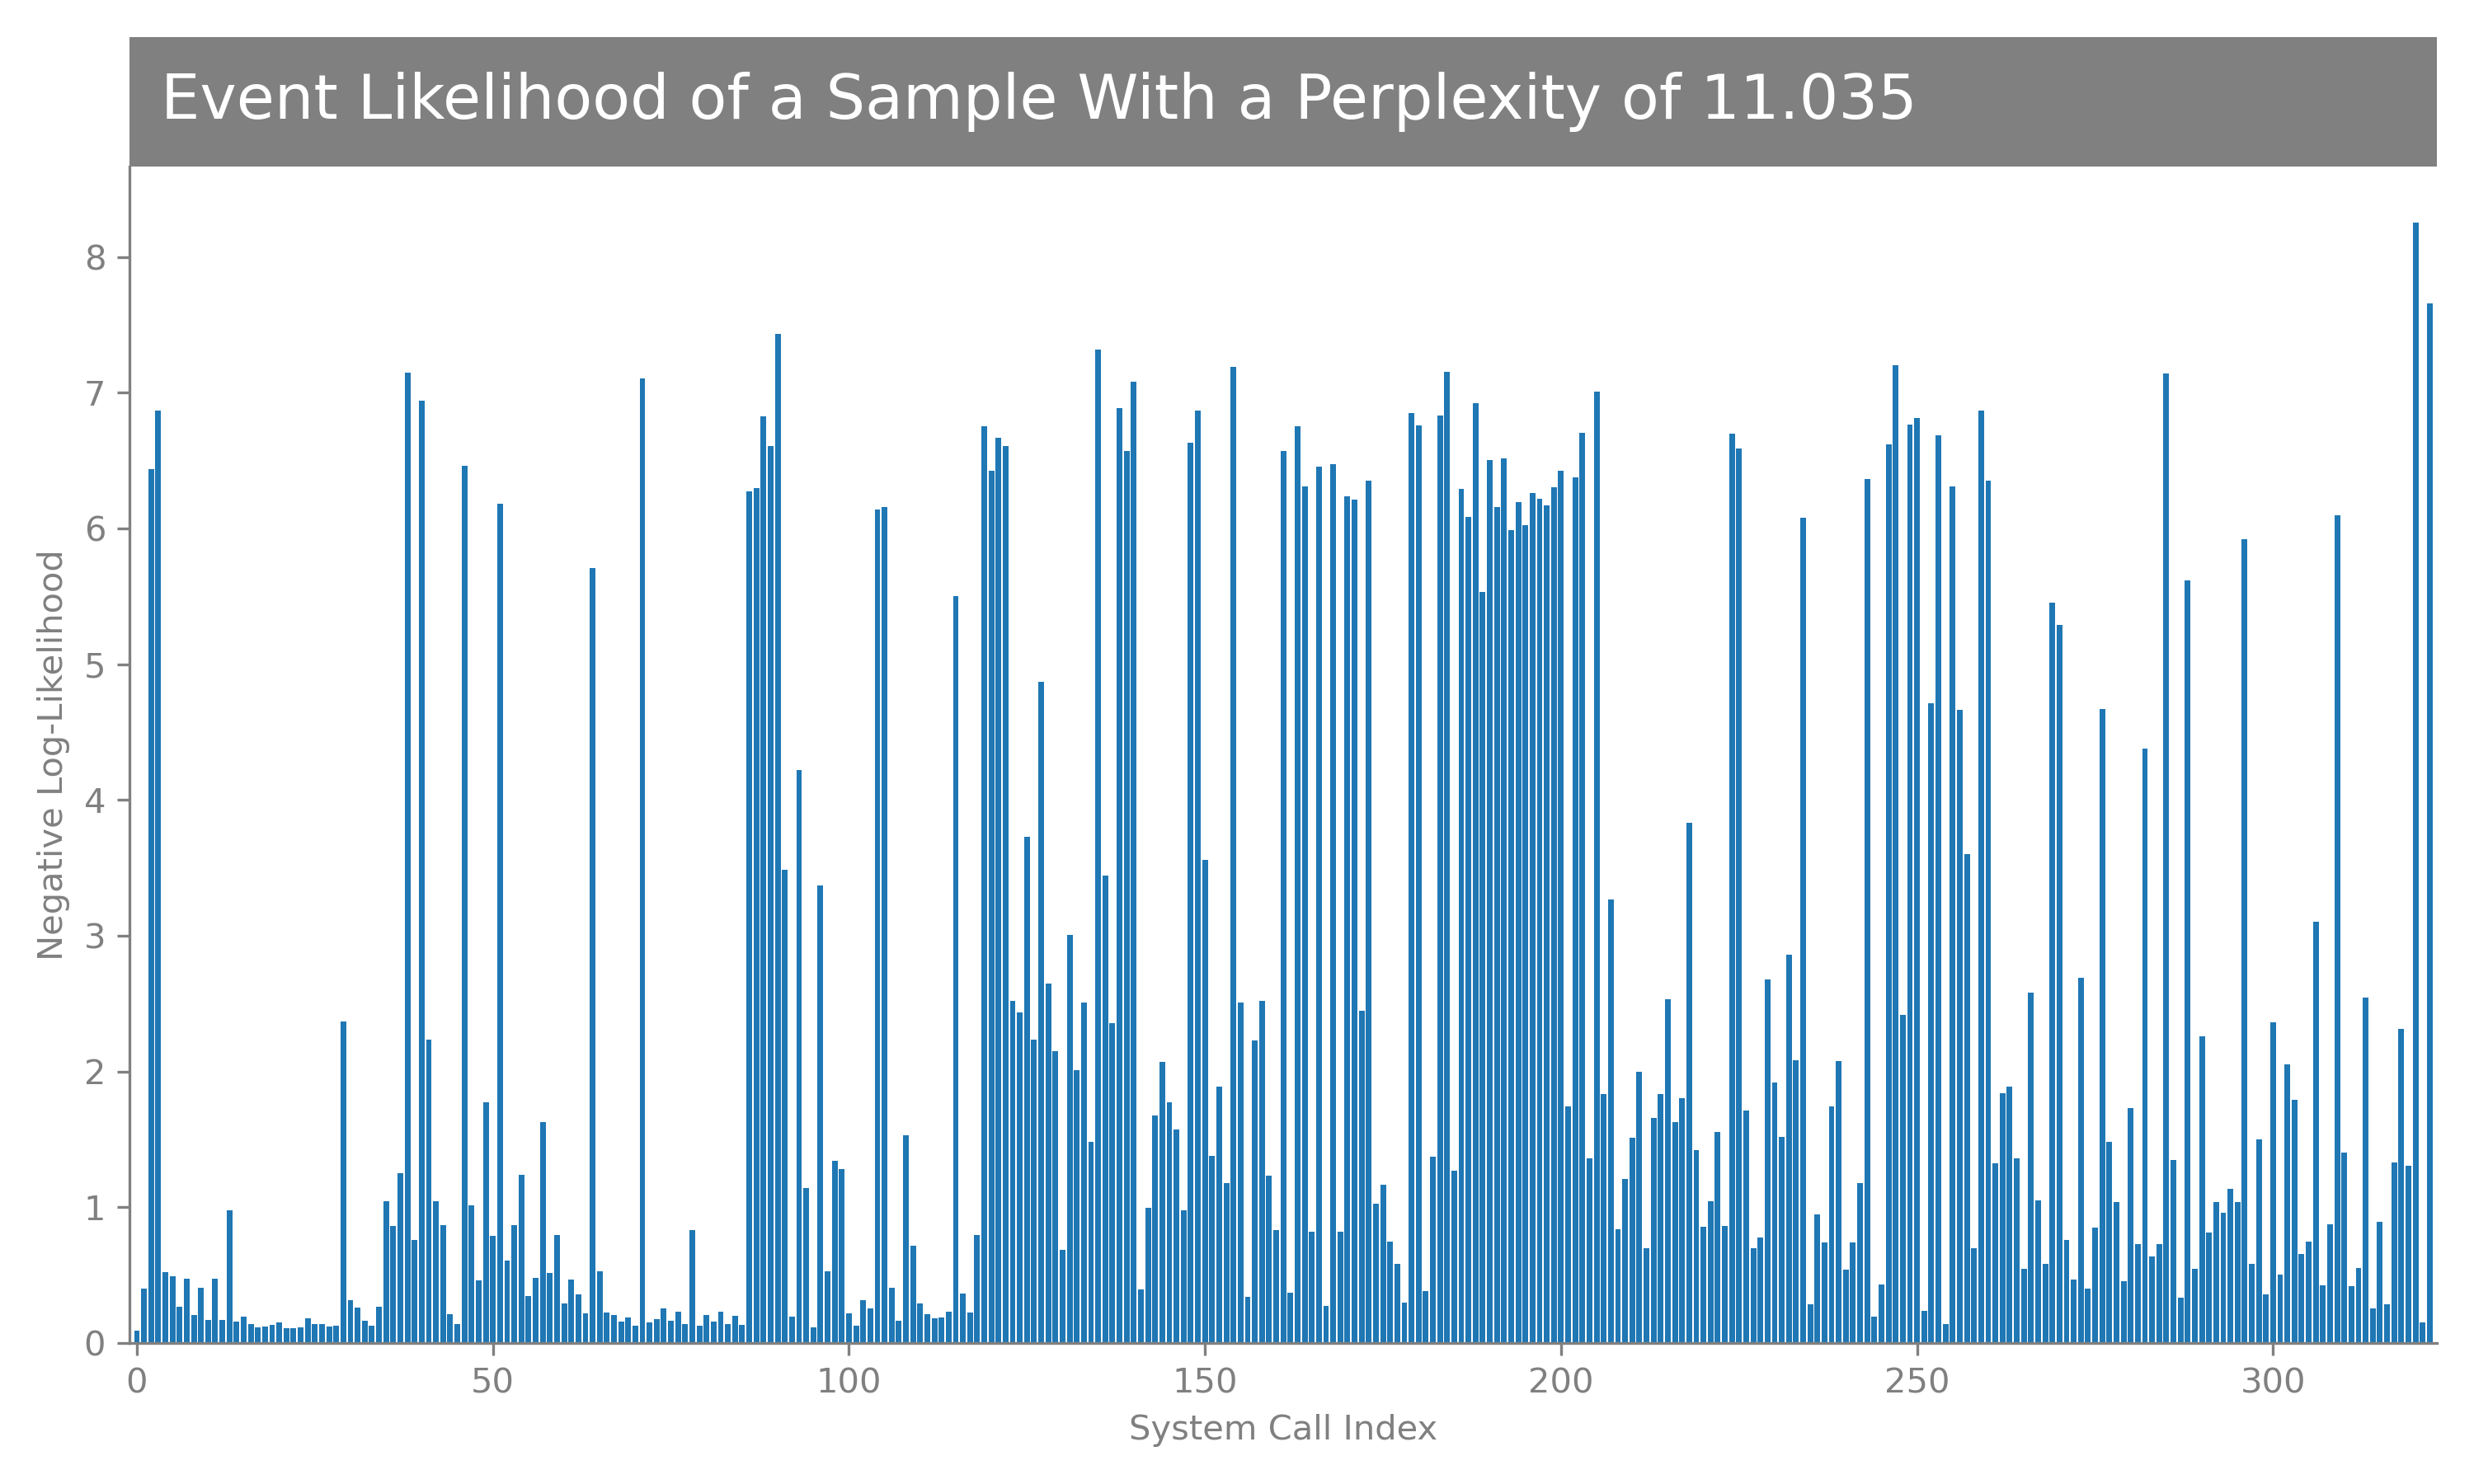 Event Likelihood of a Sample With a Perplexity of 11.035
Negative Log-Likelihood
8
7
6
5
4
3
2
1
0
0 50 100 150 200 250 300
System Call Index